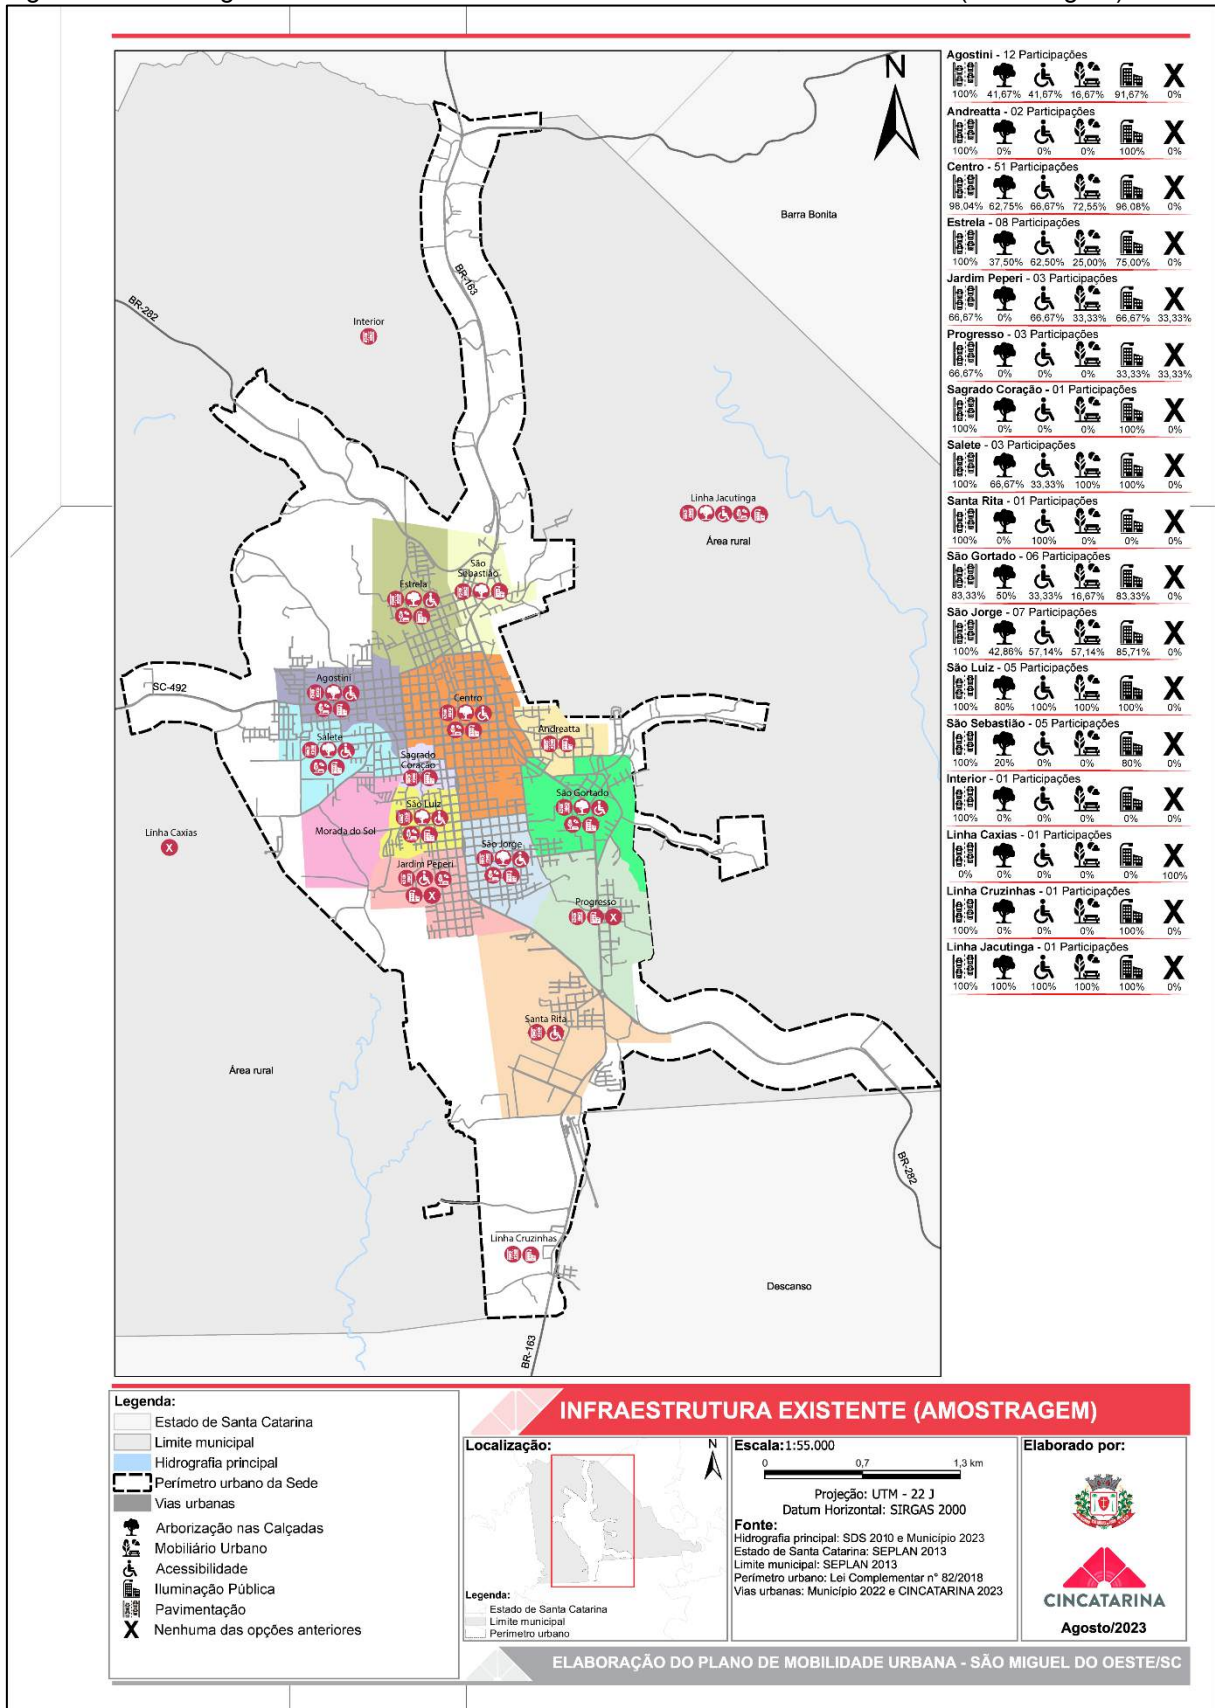 N
Barra Bonita
BR-163
BR-282
Interior
Linha Jacutinga
Área rural
São
Sebastião
Estrela
SC-492
Agostini
Centro
Salete
Andreatta
Sagrado
Coração
São Gortado
São Luiz
Morada do Sol
São Jorge
Linha Caxias
X
Jardim Peperi
X
Progresso
X
Santa Rita
Área rural
BR-282
Linha Cruzinhas
Descanso
BR-163
Agostini - 12 Participações
100% 41,67% 41,67% 16,67% 91,67% 0%
Andreatta - 02 Participações
100% 0% 0% 0% 100% 0%
Centro - 51 Participações
98,04% 62,75% 66,67% 72,55% 96,08% 0%
Estrela - 08 Participações
100% 37,50% 62,50% 25,00% 75,00% 0%
Jardim Peperi - 03 Participações
66,67% 0% 66,67% 33,33% 66,67% 33,33%
Progresso - 03 Participações
66,67% 0% 0% 0% 33,33% 33,33%
Sagrado Coração - 01 Participações
100% 0% 0% 0% 100% 0%
Salete - 03 Participações
100% 66,67% 33,33% 100% 100% 0%
Santa Rita - 01 Participações
100% 0% 100% 0% 0% 0%
São Gortado - 06 Participações
83,33% 50% 33,33% 16,67% 83,33% 0%
São Jorge - 07 Participações
100% 42,86% 57,14% 57,14% 85,71% 0%
São Luiz - 05 Participações
100% 80% 100% 100% 100% 0%
São Sebastião - 05 Participações
100% 20% 0% 0% 80% 0%
Interior - 01 Participações
100% 0% 0% 0% 0% 0%
Linha Caxias - 01 Participações
0% 0% 0% 0% 0% 100%
Linha Cruzinhas - 01 Participações
100% 0% 0% 0% 100% 0%
Linha Jacutinga - 01 Participações
100% 100% 100% 100% 100% 0%
Legenda:
Estado de Santa Catarina
Limite municipal
Hidrografia principal
Perímetro urbano da Sede
Vias urbanas
Arborização nas Calçadas
Mobiliário Urbano
Acessibilidade
Iluminação Pública
Pavimentação
X Nenhuma das opções anteriores
INFRAESTRUTURA EXISTENTE (AMOSTRAGEM)
Localização:
N
Legenda:
Estado de Santa Catarina
Limite municipal
Perímetro urbano
Escala:1:55.000
0 0,7 1,3 km
Projeção: UTM - 22 J
Datum Horizontal: SIRGAS 2000
Fonte:
Hidrografia principal: SDS 2010 e Município 2023
Estado de Santa Catarina: SEPLAN 2013
Limite municipal: SEPLAN 2013
Perímetro urbano: Lei Complementar n° 82/2018
Vias urbanas: Município 2022 e CINCATARINA 2023
Elaborado por:
CINCATARINA
Agosto/2023
ELABORAÇÃO DO PLANO DE MOBILIDADE URBANA - SÃO MIGUEL DO OESTE/SC